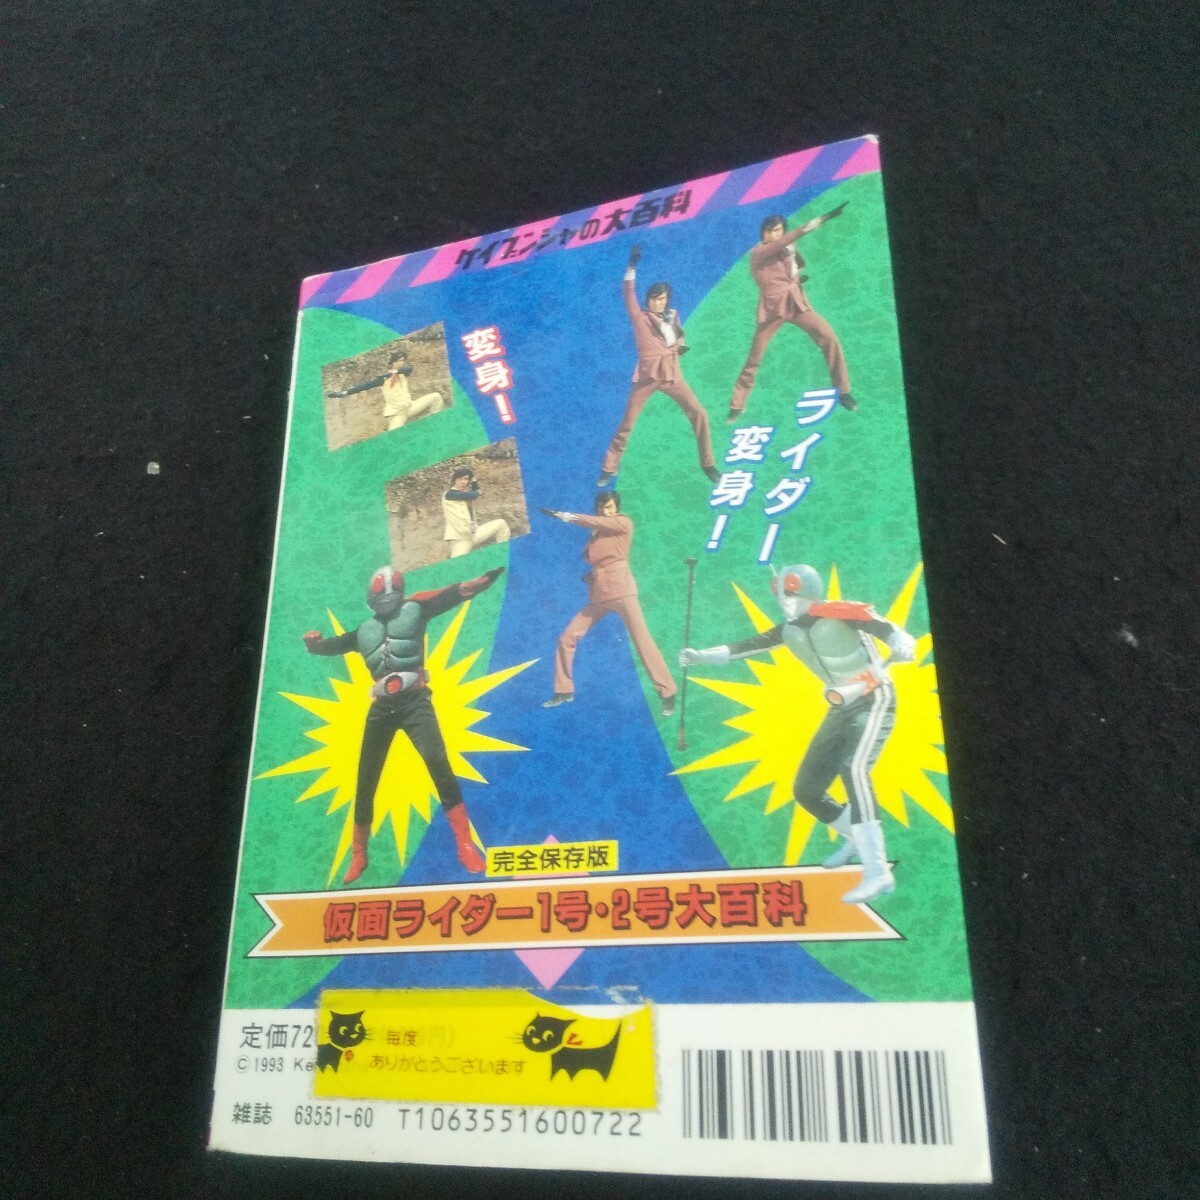 ケイブンシャの大百科
変身！
ライダー
変身！
完全保存版
仮面ライダー1号・2号大百科
定価72
毎度
ありがとうございます
©1993 Ke
雑誌 63551-60 T1063551600722